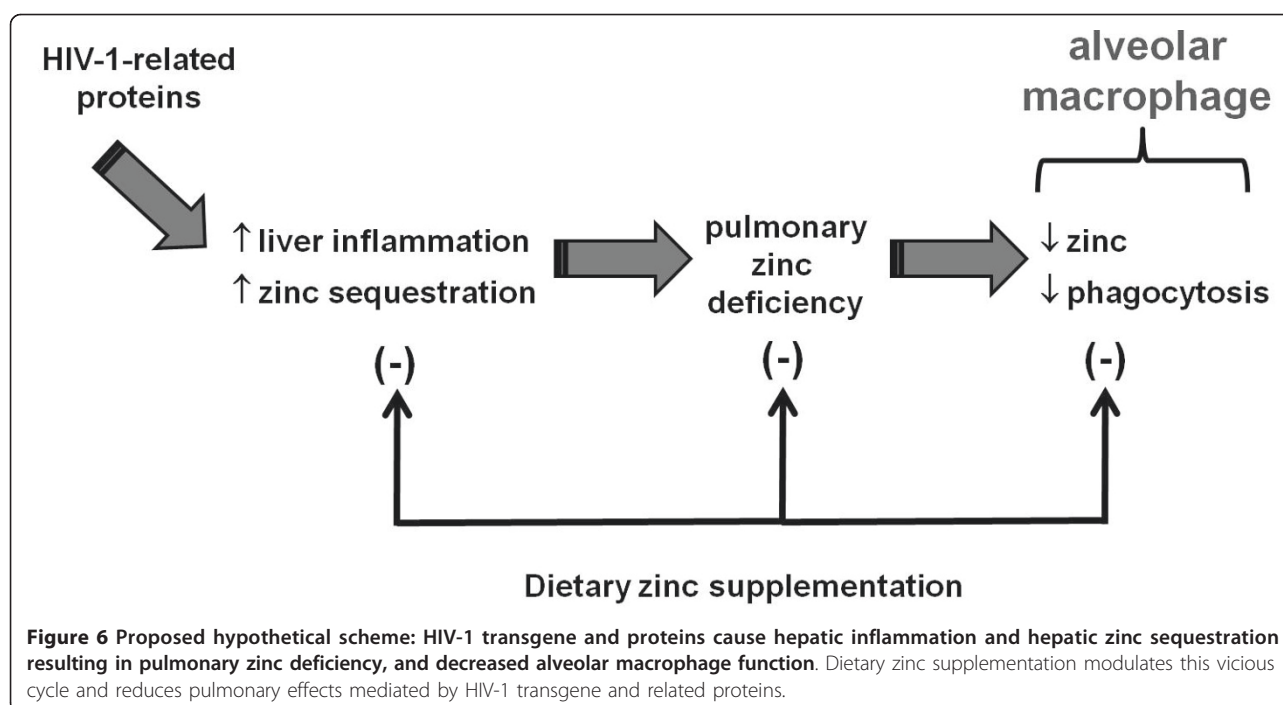 HIV-1-related
proteins
alveolar
macrophage
↑ liver inflammation
↑ zinc sequestration
pulmonary
zinc
deficiency
↓ zinc
↓ phagocytosis
(-)
(-)
(-)
Dietary zinc supplementation
Figure 6 Proposed hypothetical scheme: HIV-1 transgene and proteins cause hepatic inflammation and hepatic zinc sequestration
resulting in pulmonary zinc deficiency, and decreased alveolar macrophage function. Dietary zinc supplementation modulates this vicious
cycle and reduces pulmonary effects mediated by HIV-1 transgene and related proteins.